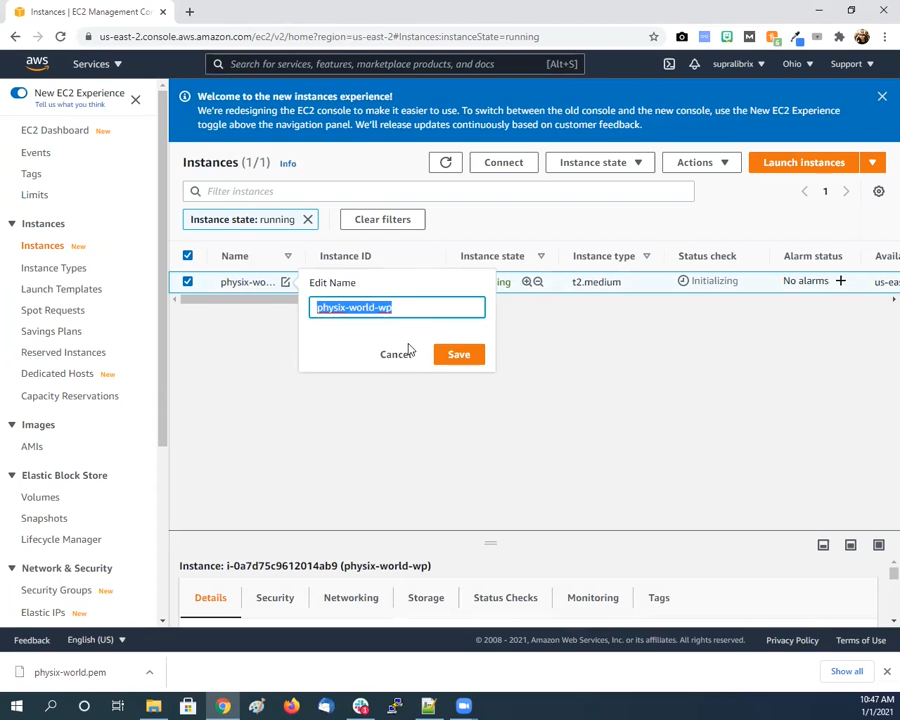 Instances | EC2 Management Co
us-east-2.console.aws.amazon.com/ec2/v2/home?region=us-east-2#Instances:instanceState=running
aws
Services
Search for services, features, marketplace products, and docs
[Alt+S]
supralibrix
Ohio
Support
New EC2 Experience
Tell us what you think
Welcome to the new instances experience!
We're redesigning the EC2 console to make it easier to use. To switch between the old console and the new console, use the New EC2 Experience
toggle above the navigation panel. We'll release updates continuously based on customer feedback.
EC2 Dashboard New
Events
Tags
Limits
Instances
Instances New
Instance Types
Launch Templates
Spot Requests
Savings Plans
Reserved Instances
Dedicated Hosts New
Capacity Reservations
Images
AMIs
Elastic Block Store
Volumes
Snapshots
Lifecycle Manager
Network & Security
Security Groups New
Elastic IPs New
Instances (1/1) Info
Connect
Instance state
Actions
Launch instances
Filter instances
1
Instance state: running
Clear filters
Name
Instance ID
Instance state
Instance type
Status check
Alarm status
Availa
physix-wo...
ng
t2.medium
Initializing
No alarms
us-eas
Edit Name
physix-world-wp
Cancel
Save
Instance: i-0a7d75c9612014ab9 (physix-world-wp)
Details
Security
Networking
Storage
Status Checks
Monitoring
Tags
Feedback
English (US)
© 2008 - 2021, Amazon Web Services, Inc. or its affiliates. All rights reserved.
Privacy Policy
Terms of Use
physix-world.pem
Show all
10:47 AM
1/1/2021